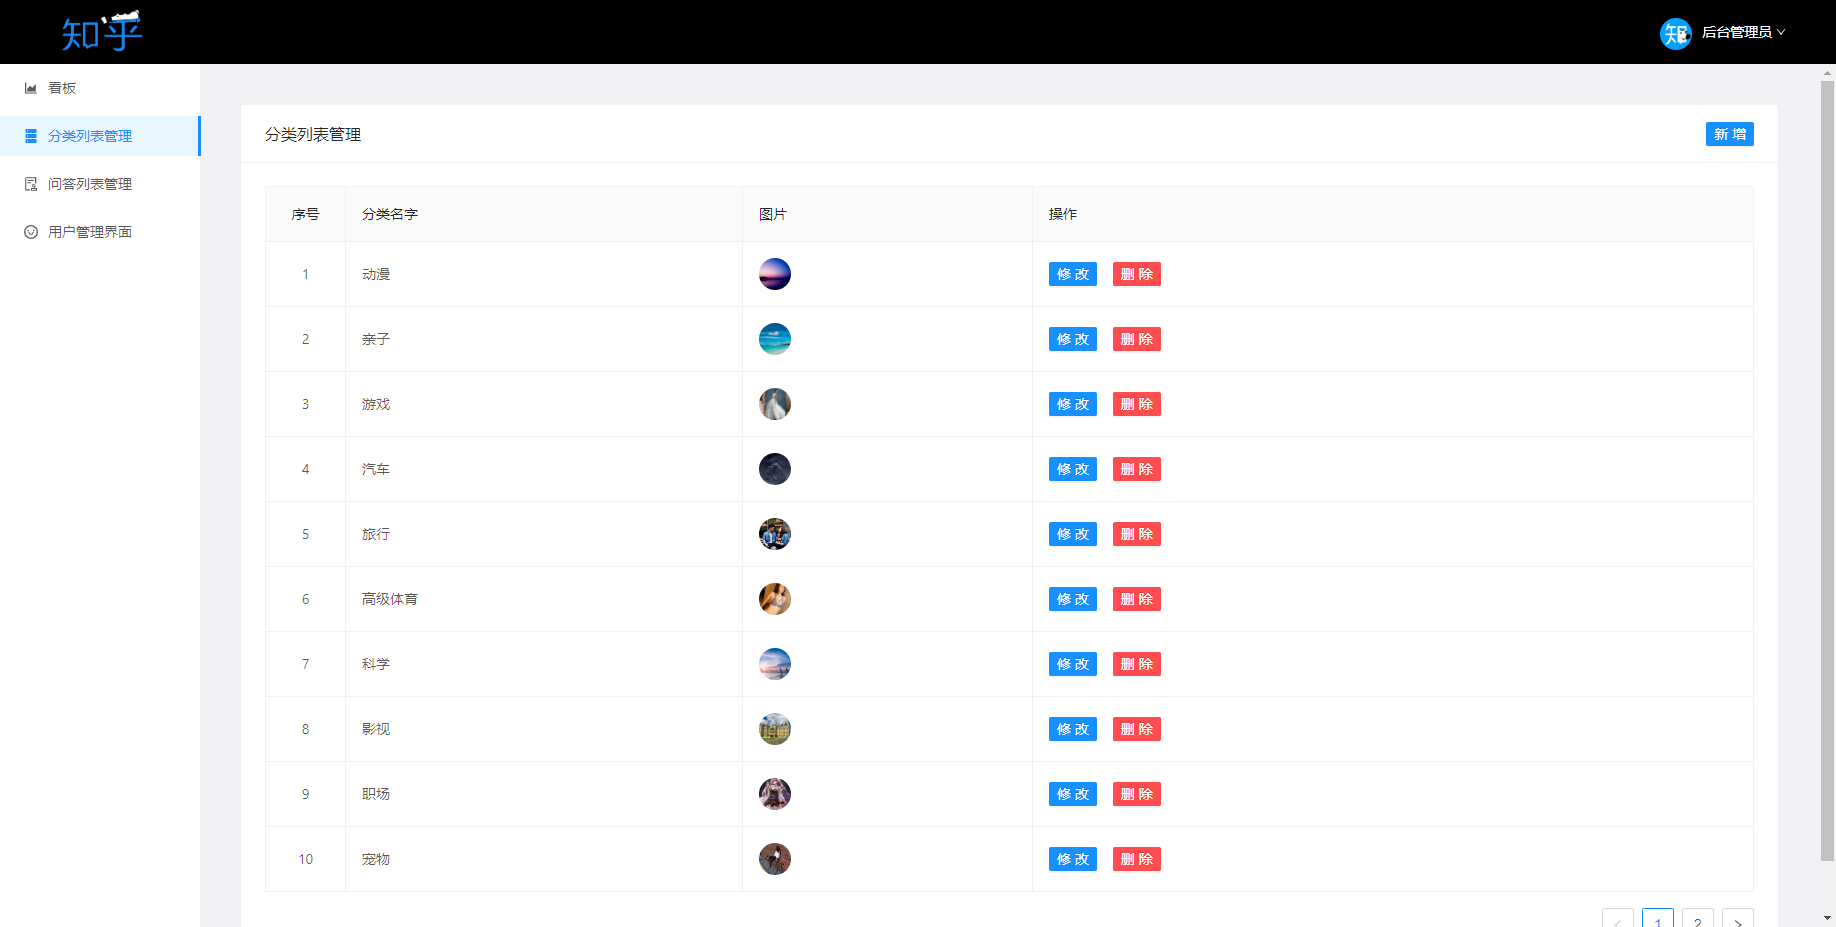 知乎
后台管理员
看板
分类列表管理
问答列表管理
用户管理界面
分类列表管理
新 增
序号 分类名字 图片 操作
1 动漫 修 改 删 除
2 亲子 修 改 删 除
3 游戏 修 改 删 除
4 汽车 修 改 删 除
5 旅行 修 改 删 除
6 高级体育 修 改 删 除
7 科学 修 改 删 除
8 影视 修 改 删 除
9 职场 修 改 删 除
10 宠物 修 改 删 除
1 2